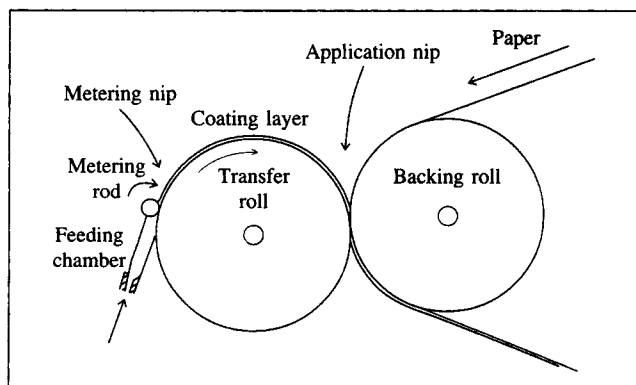 Paper
Application nip
Metering nip
Coating layer
Metering
rod
Transfer
roll
Backing roll
Feeding
chamber